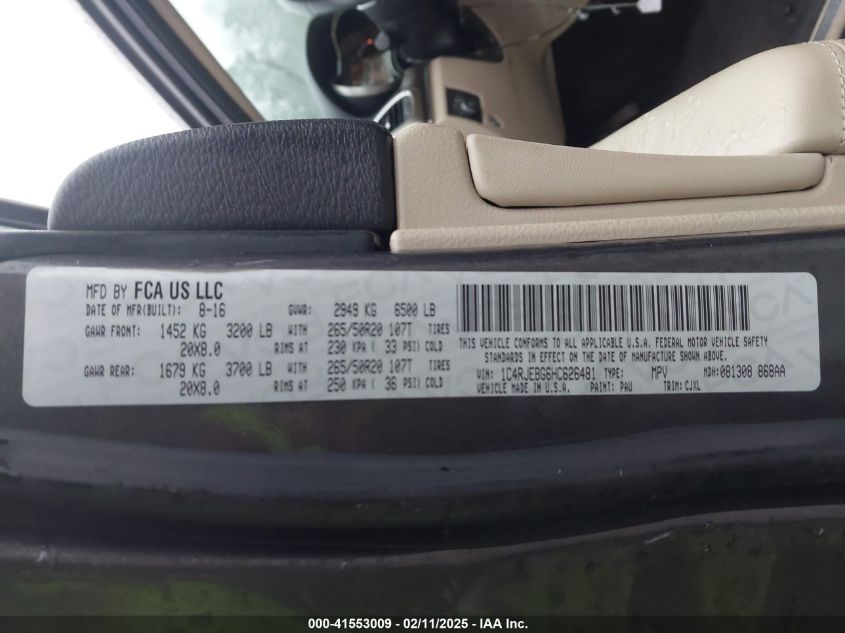 MFD BY FCA US LLC
DATE OF MFR(BUILT): 8-16 GVWR: 2949 KG 6500 LB
GAWR FRONT: 1452 KG 3200 LB WITH 265/50R20 107T TIRES
20X8.0 RIMS AT 230 KPA ( 33 PSI) COLD
GAWR REAR: 1679 KG 3700 LB WITH 265/50R20 107T TIRES
20X8.0 RIMS AT 250 KPA ( 36 PSI) COLD
THIS VEHICLE CONFORMS TO ALL APPLICABLE U.S.A. FEDERAL MOTOR VEHICLE SAFETY
STANDARDS IN EFFECT ON THE DATE OF MANUFACTURE SHOWN ABOVE.
VIN: 1C4RJEBG6HC626481 TYPE: MPV MDH: 081308 868AA
VEHICLE MADE IN U.S.A. PAINT: PAU TRIM: CJXL
000-41553009 - 02/11/2025 - IAA Inc.